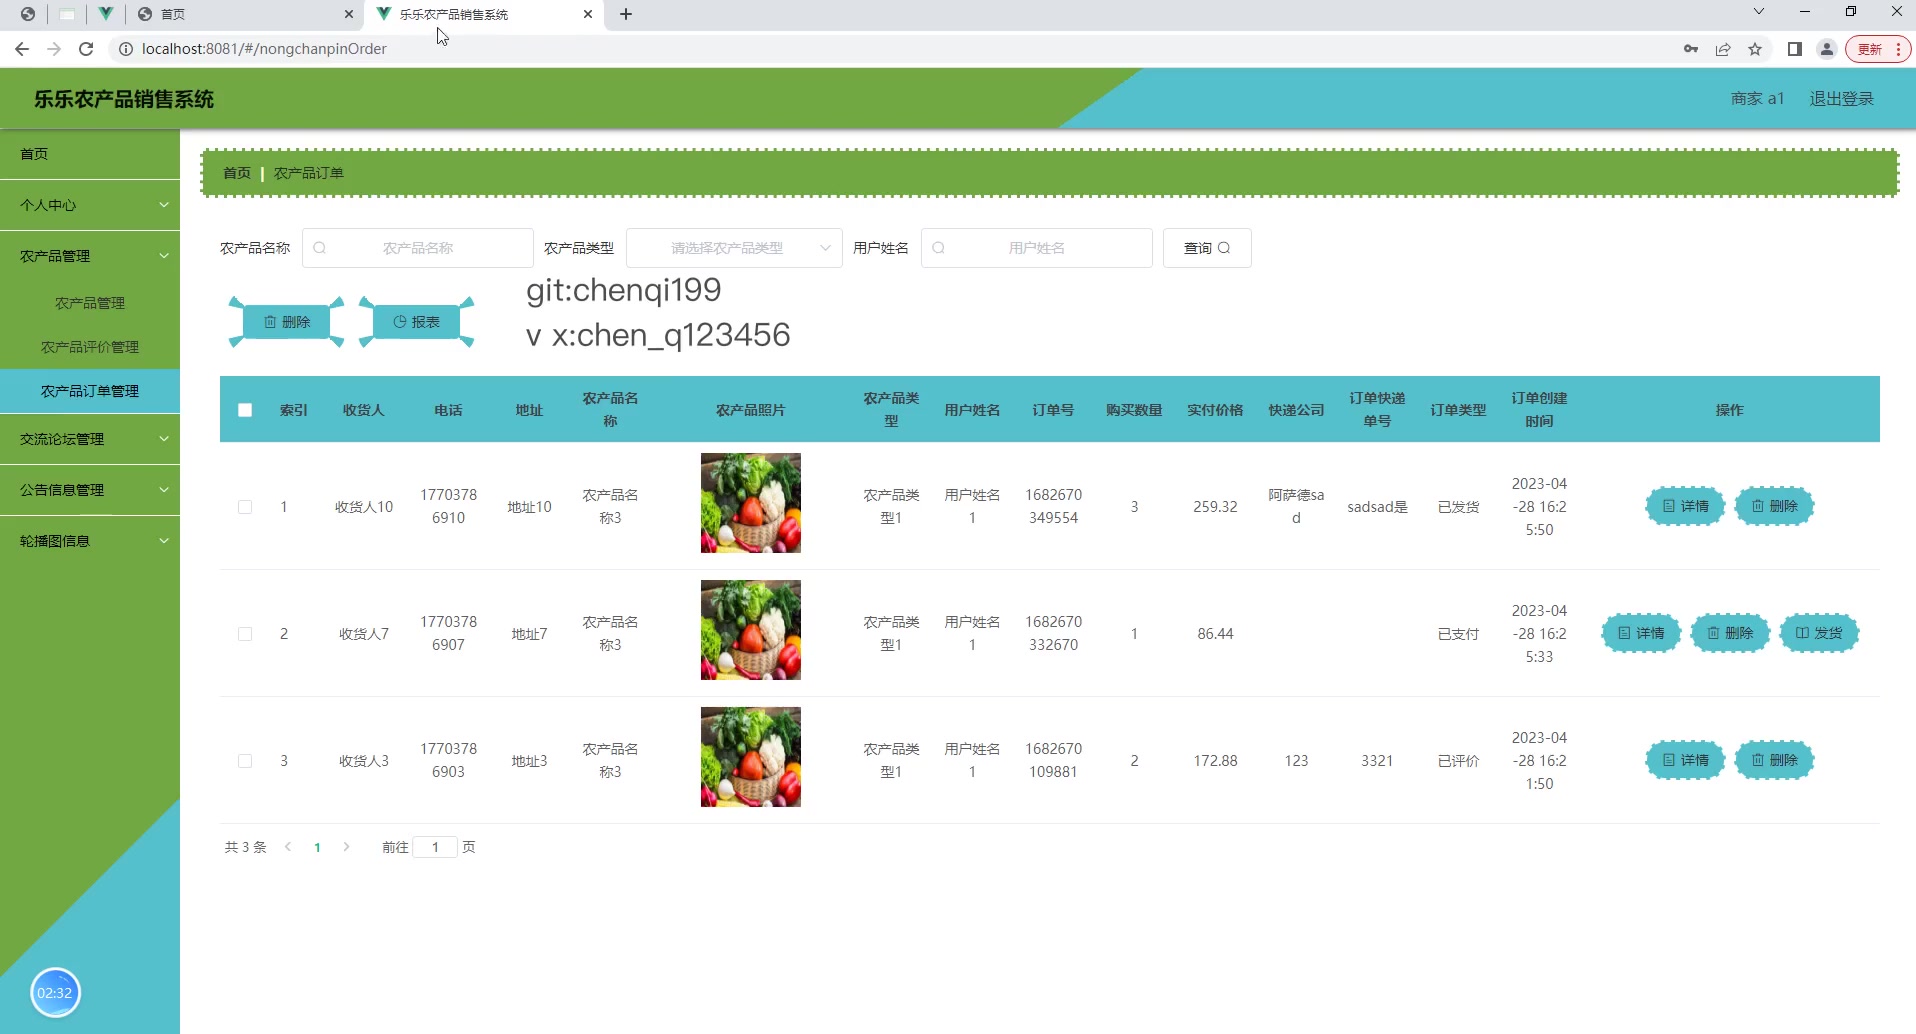 首页
乐乐农产品销售系统
localhost:8081/#/nongchanpinOrder
更新
乐乐农产品销售系统
商家 a1
退出登录
首页
个人中心
农产品管理
农产品管理
农产品评价管理
农产品订单管理
交流论坛管理
公告信息管理
轮播图信息
首页 | 农产品订单
农产品名称 农产品名称 农产品类型 请选择农产品类型 用户姓名 用户姓名 查询
删除 报表
git:chenqi199
v x:chen_q123456
索引 收货人 电话 地址 农产品名称 农产品照片 农产品类型 用户姓名 订单号 购买数量 实付价格 快递公司 订单快递单号 订单类型 订单创建时间 操作
1 收货人10 17703786910 地址10 农产品名称3 农产品类型1 用户姓名1 1682670349554 3 259.32 阿萨德sad sadsad是 已发货 2023-04-28 16:25:50 详情 删除
2 收货人7 17703786907 地址7 农产品名称3 农产品类型1 用户姓名1 1682670332670 1 86.44 已支付 2023-04-28 16:25:33 详情 删除 发货
3 收货人3 17703786903 地址3 农产品名称3 农产品类型1 用户姓名1 1682670109881 2 172.88 123 3321 已评价 2023-04-28 16:21:50 详情 删除
共 3 条 1 前往 1 页
02:32